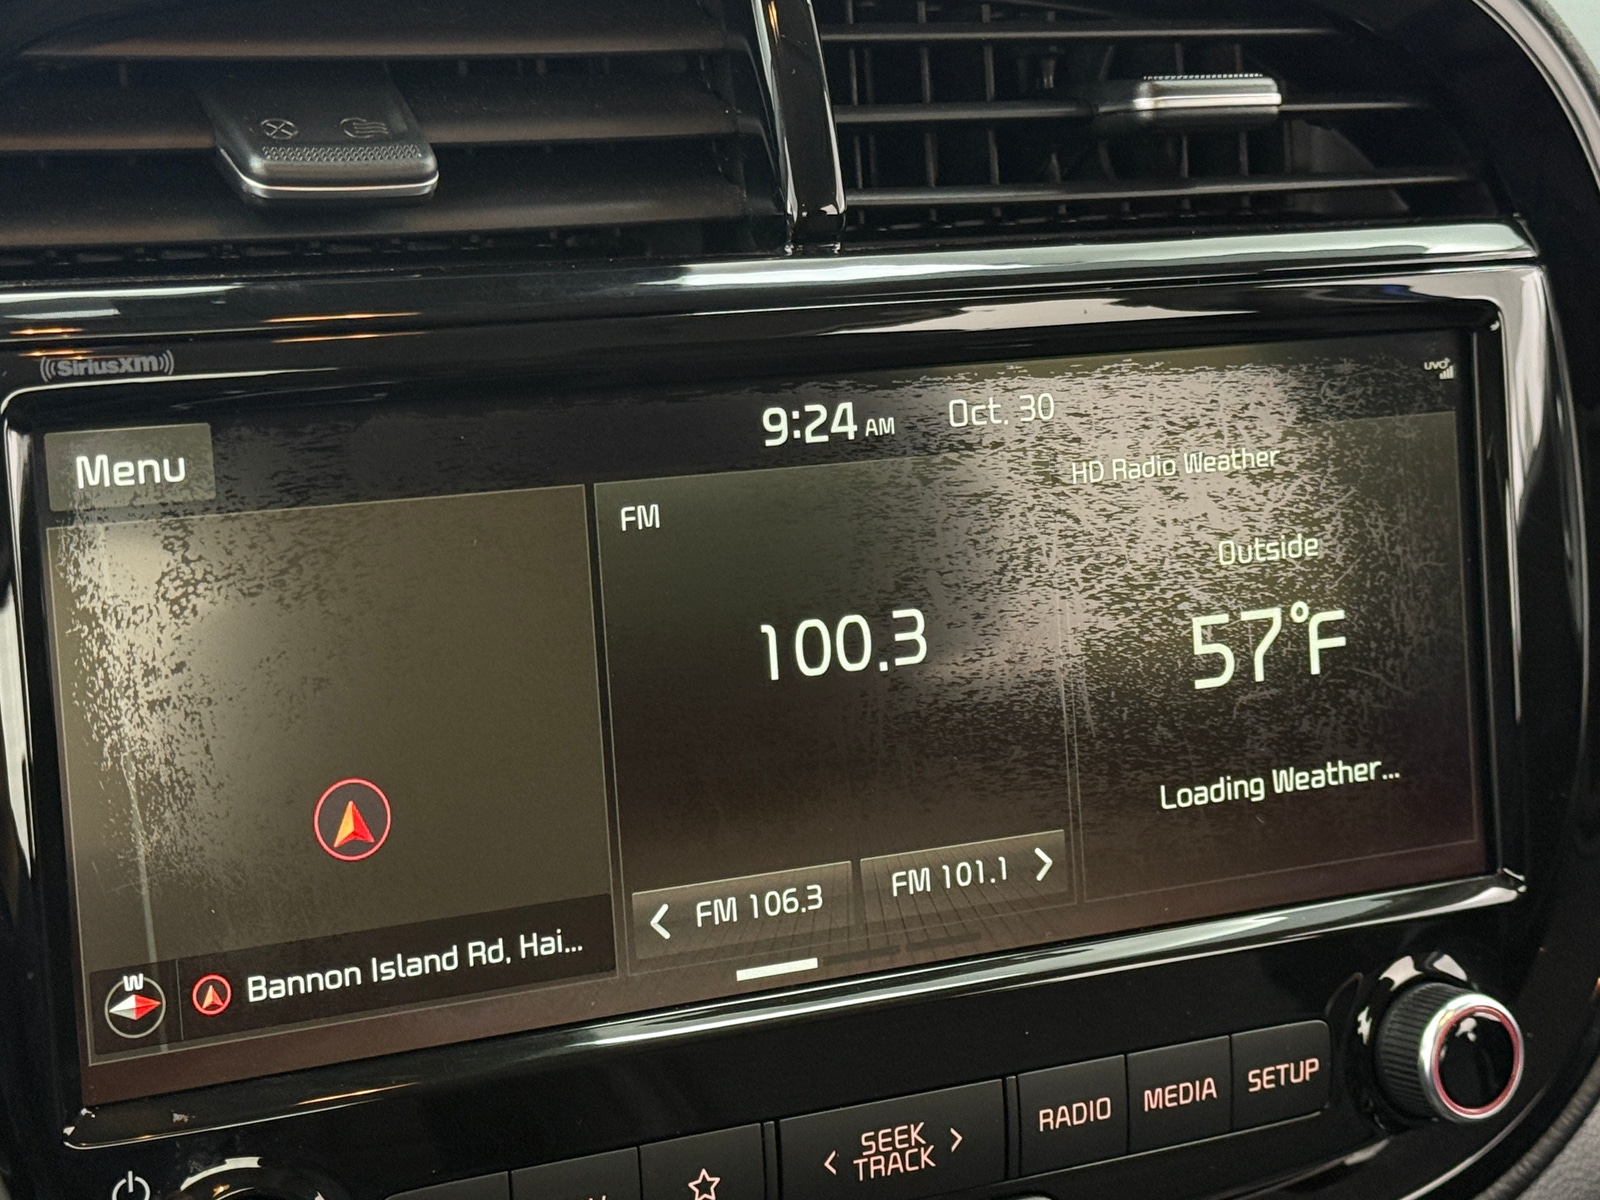 SiriusXM
UVO+
9:24 AM Oct. 30
Menu
HD Radio Weather
FM
Outside
100.3
57°F
Loading Weather...
< FM 106.3
FM 101.1 >
W
Bannon Island Rd, Hai...
< SEEK TRACK >
RADIO
MEDIA
SETUP